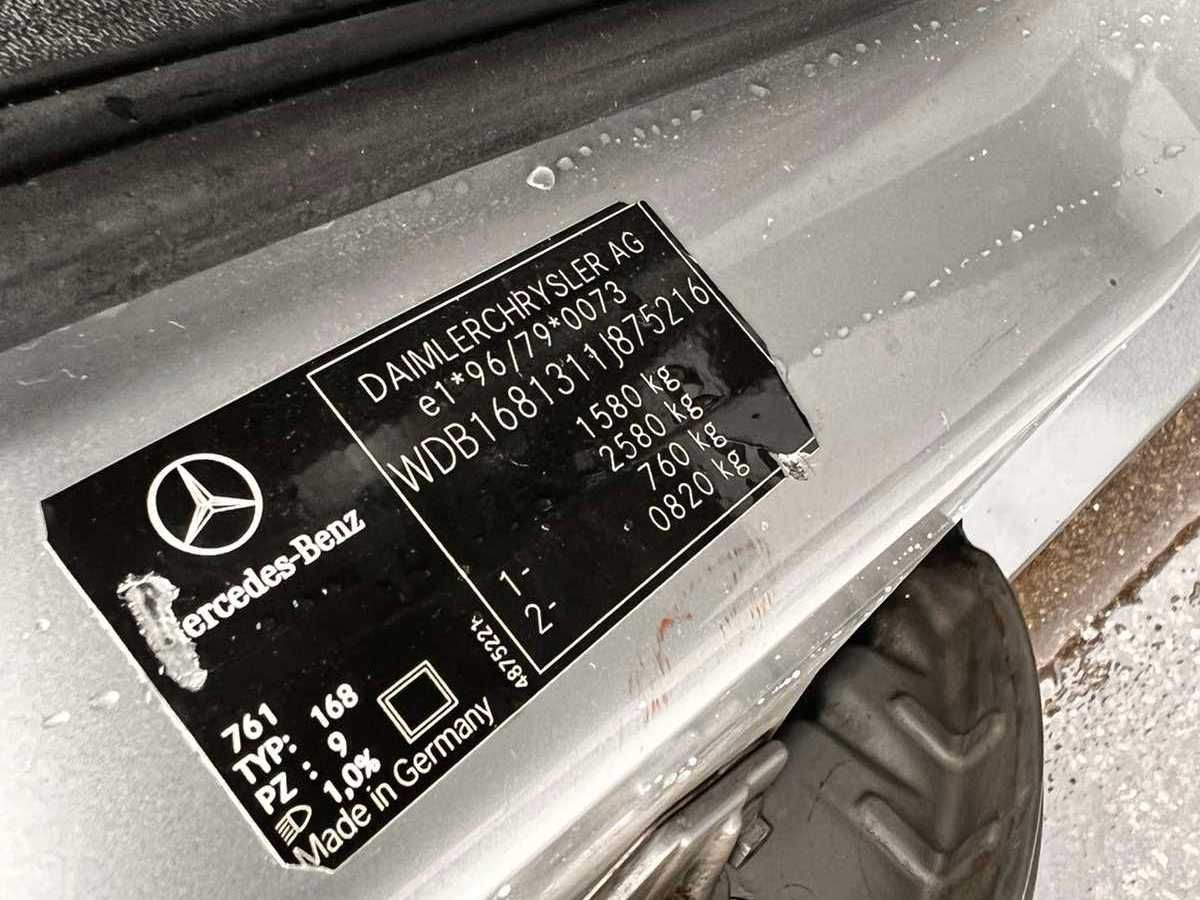 DAIMLERCHRYSLER AG
e1*96/79*0073
WDB1681311J875216
1580 kg
2580 kg
1- 760 kg
2- 0820 kg
Mercedes-Benz
761
TYP: 168
PZ : 9
1,0%
Made in Germany